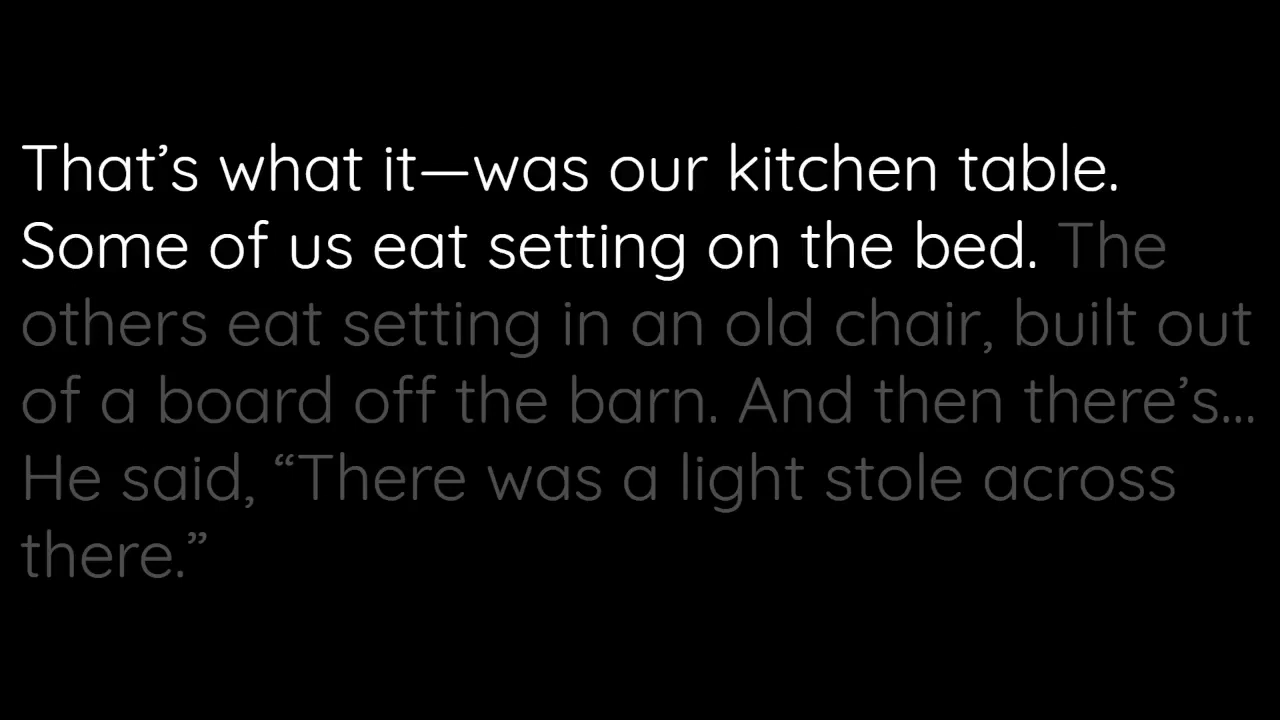 That’s what it—was our kitchen table.
Some of us eat setting on the bed. The
others eat setting in an old chair, built out
of a board off the barn. And then there’s...
He said, “There was a light stole across
there.”